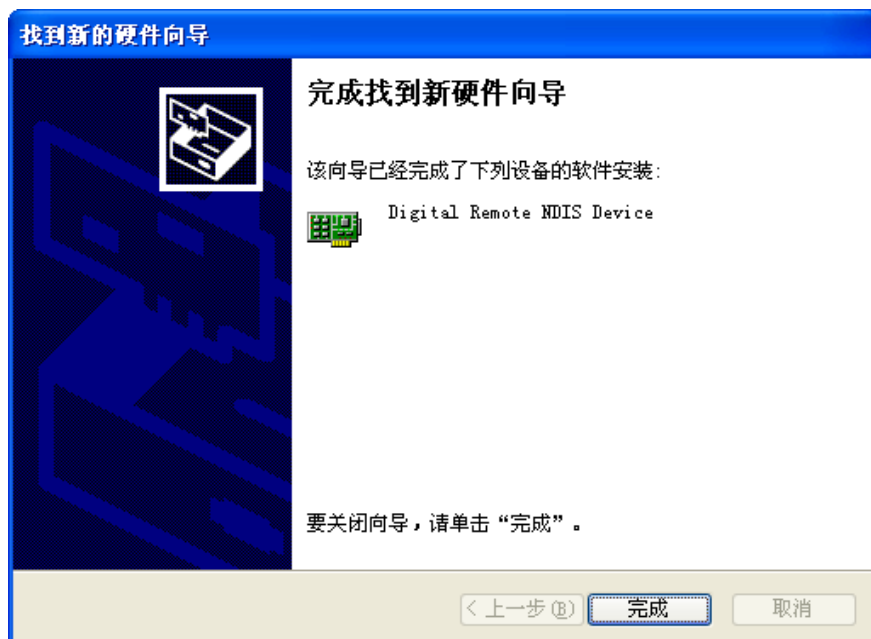 找到新的硬件向导
完成找到新硬件向导
该向导已经完成了下列设备的软件安装:
Digital Remote NDIS Device
要关闭向导,请单击“完成”。
< 上一步(B)
完成
取消